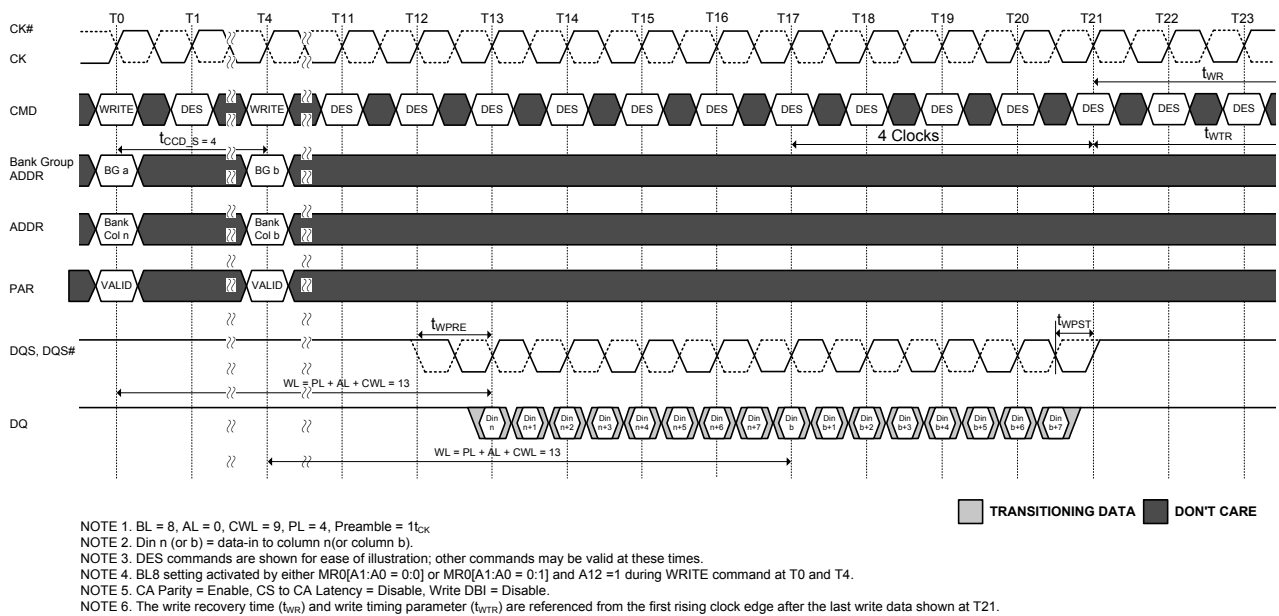 T0 T1 T4 T11 T12 T13 T14 T15 T16 T17 T18 T19 T20 T21 T22 T23
CK#
CK
tWR
CMD WRITE DES WRITE DES DES DES DES DES DES DES DES DES DES DES DES DES
tCCD_S = 4
4 Clocks
tWTR
Bank Group
ADDR
BG a BG b
ADDR
Bank
Col n
Bank
Col b
PAR VALID VALID
tWPRE
tWPST
DQS, DQS#
WL = PL + AL + CWL = 13
DQ
Din
n
Din
n+1
Din
n+2
Din
n+3
Din
n+4
Din
n+5
Din
n+6
Din
n+7
Din
b
Din
b+1
Din
b+2
Din
b+3
Din
b+4
Din
b+5
Din
b+6
Din
b+7
WL = PL + AL + CWL = 13
TRANSITIONING DATA DON'T CARE
NOTE 1. BL = 8, AL = 0, CWL = 9, PL = 4, Preamble = 1tCK
NOTE 2. Din n (or b) = data-in to column n(or column b).
NOTE 3. DES commands are shown for ease of illustration; other commands may be valid at these times.
NOTE 4. BL8 setting activated by either MR0[A1:A0 = 0:0] or MR0[A1:A0 = 0:1] and A12 =1 during WRITE command at T0 and T4.
NOTE 5. CA Parity = Enable, CS to CA Latency = Disable, Write DBI = Disable.
NOTE 6. The write recovery time (tWR) and write timing parameter (tWTR) are referenced from the first rising clock edge after the last write data shown at T21.